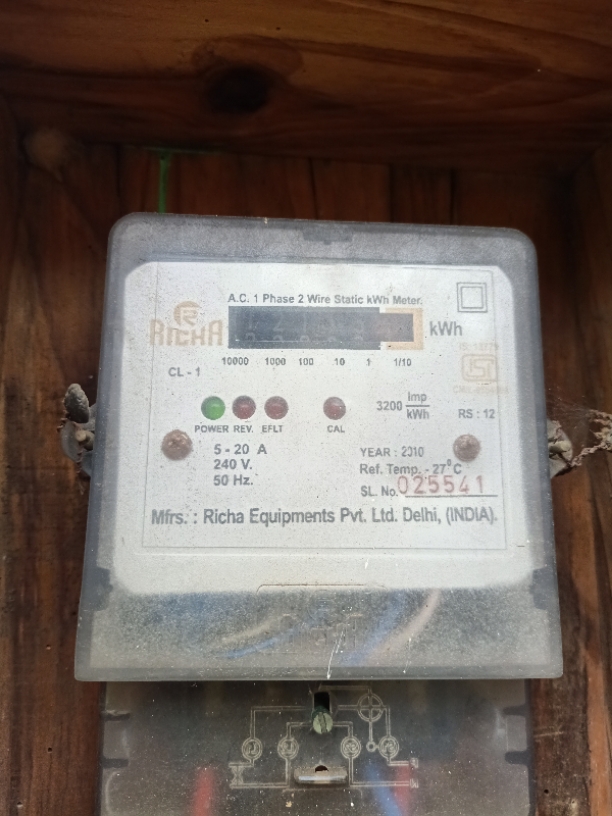 A.C. 1 Phase 2 Wire Static kWh Meter.
RICHA
kWh
10000 1000 100 10 1 1/10
CL - 1
3200 Imp/kWh
RS : 12
POWER REV. EFLT CAL
5 - 20 A
240 V.
50 Hz.
YEAR : 2010
Ref. Temp. - 27°C
SL. No. 025541
Mfrs. : Richa Equipments Pvt. Ltd. Delhi, (INDIA).